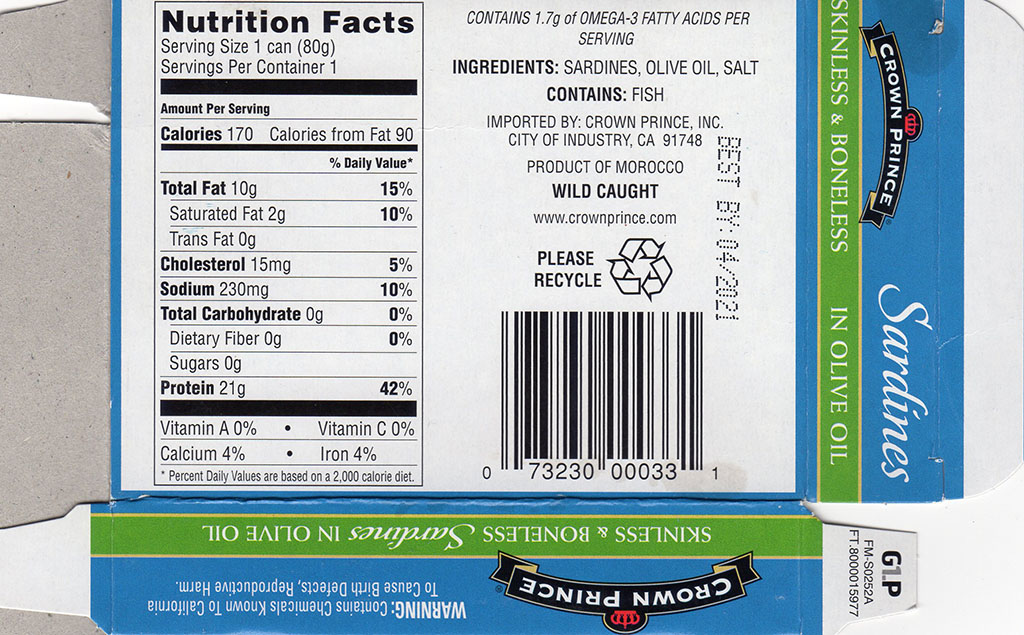 Nutrition Facts
Serving Size 1 can (80g)
Servings Per Container 1
Amount Per Serving
Calories 170 Calories from Fat 90
% Daily Value*
Total Fat 10g 15%
Saturated Fat 2g 10%
Trans Fat 0g
Cholesterol 15mg 5%
Sodium 230mg 10%
Total Carbohydrate 0g 0%
Dietary Fiber 0g 0%
Sugars 0g
Protein 21g 42%
Vitamin A 0% • Vitamin C 0%
Calcium 4% • Iron 4%
* Percent Daily Values are based on a 2,000 calorie diet.
CONTAINS 1.7g of OMEGA-3 FATTY ACIDS PER
SERVING
INGREDIENTS: SARDINES, OLIVE OIL, SALT
CONTAINS: FISH
IMPORTED BY: CROWN PRINCE, INC.
CITY OF INDUSTRY, CA 91748
PRODUCT OF MOROCCO
WILD CAUGHT
www.crownprince.com
PLEASE
RECYCLE
BEST BY:04/2021
0 73230 00033 1
CROWN PRINCE®
Sardines
SKINLESS & BONELESS IN OLIVE OIL
SKINLESS & BONELESS Sardines IN OLIVE OIL
CROWN PRINCE®
WARNING: Contains Chemicals Known To California
To Cause Birth Defects, Reproductive Harm.
G1.P
FM-S0252A
FT.8000015977